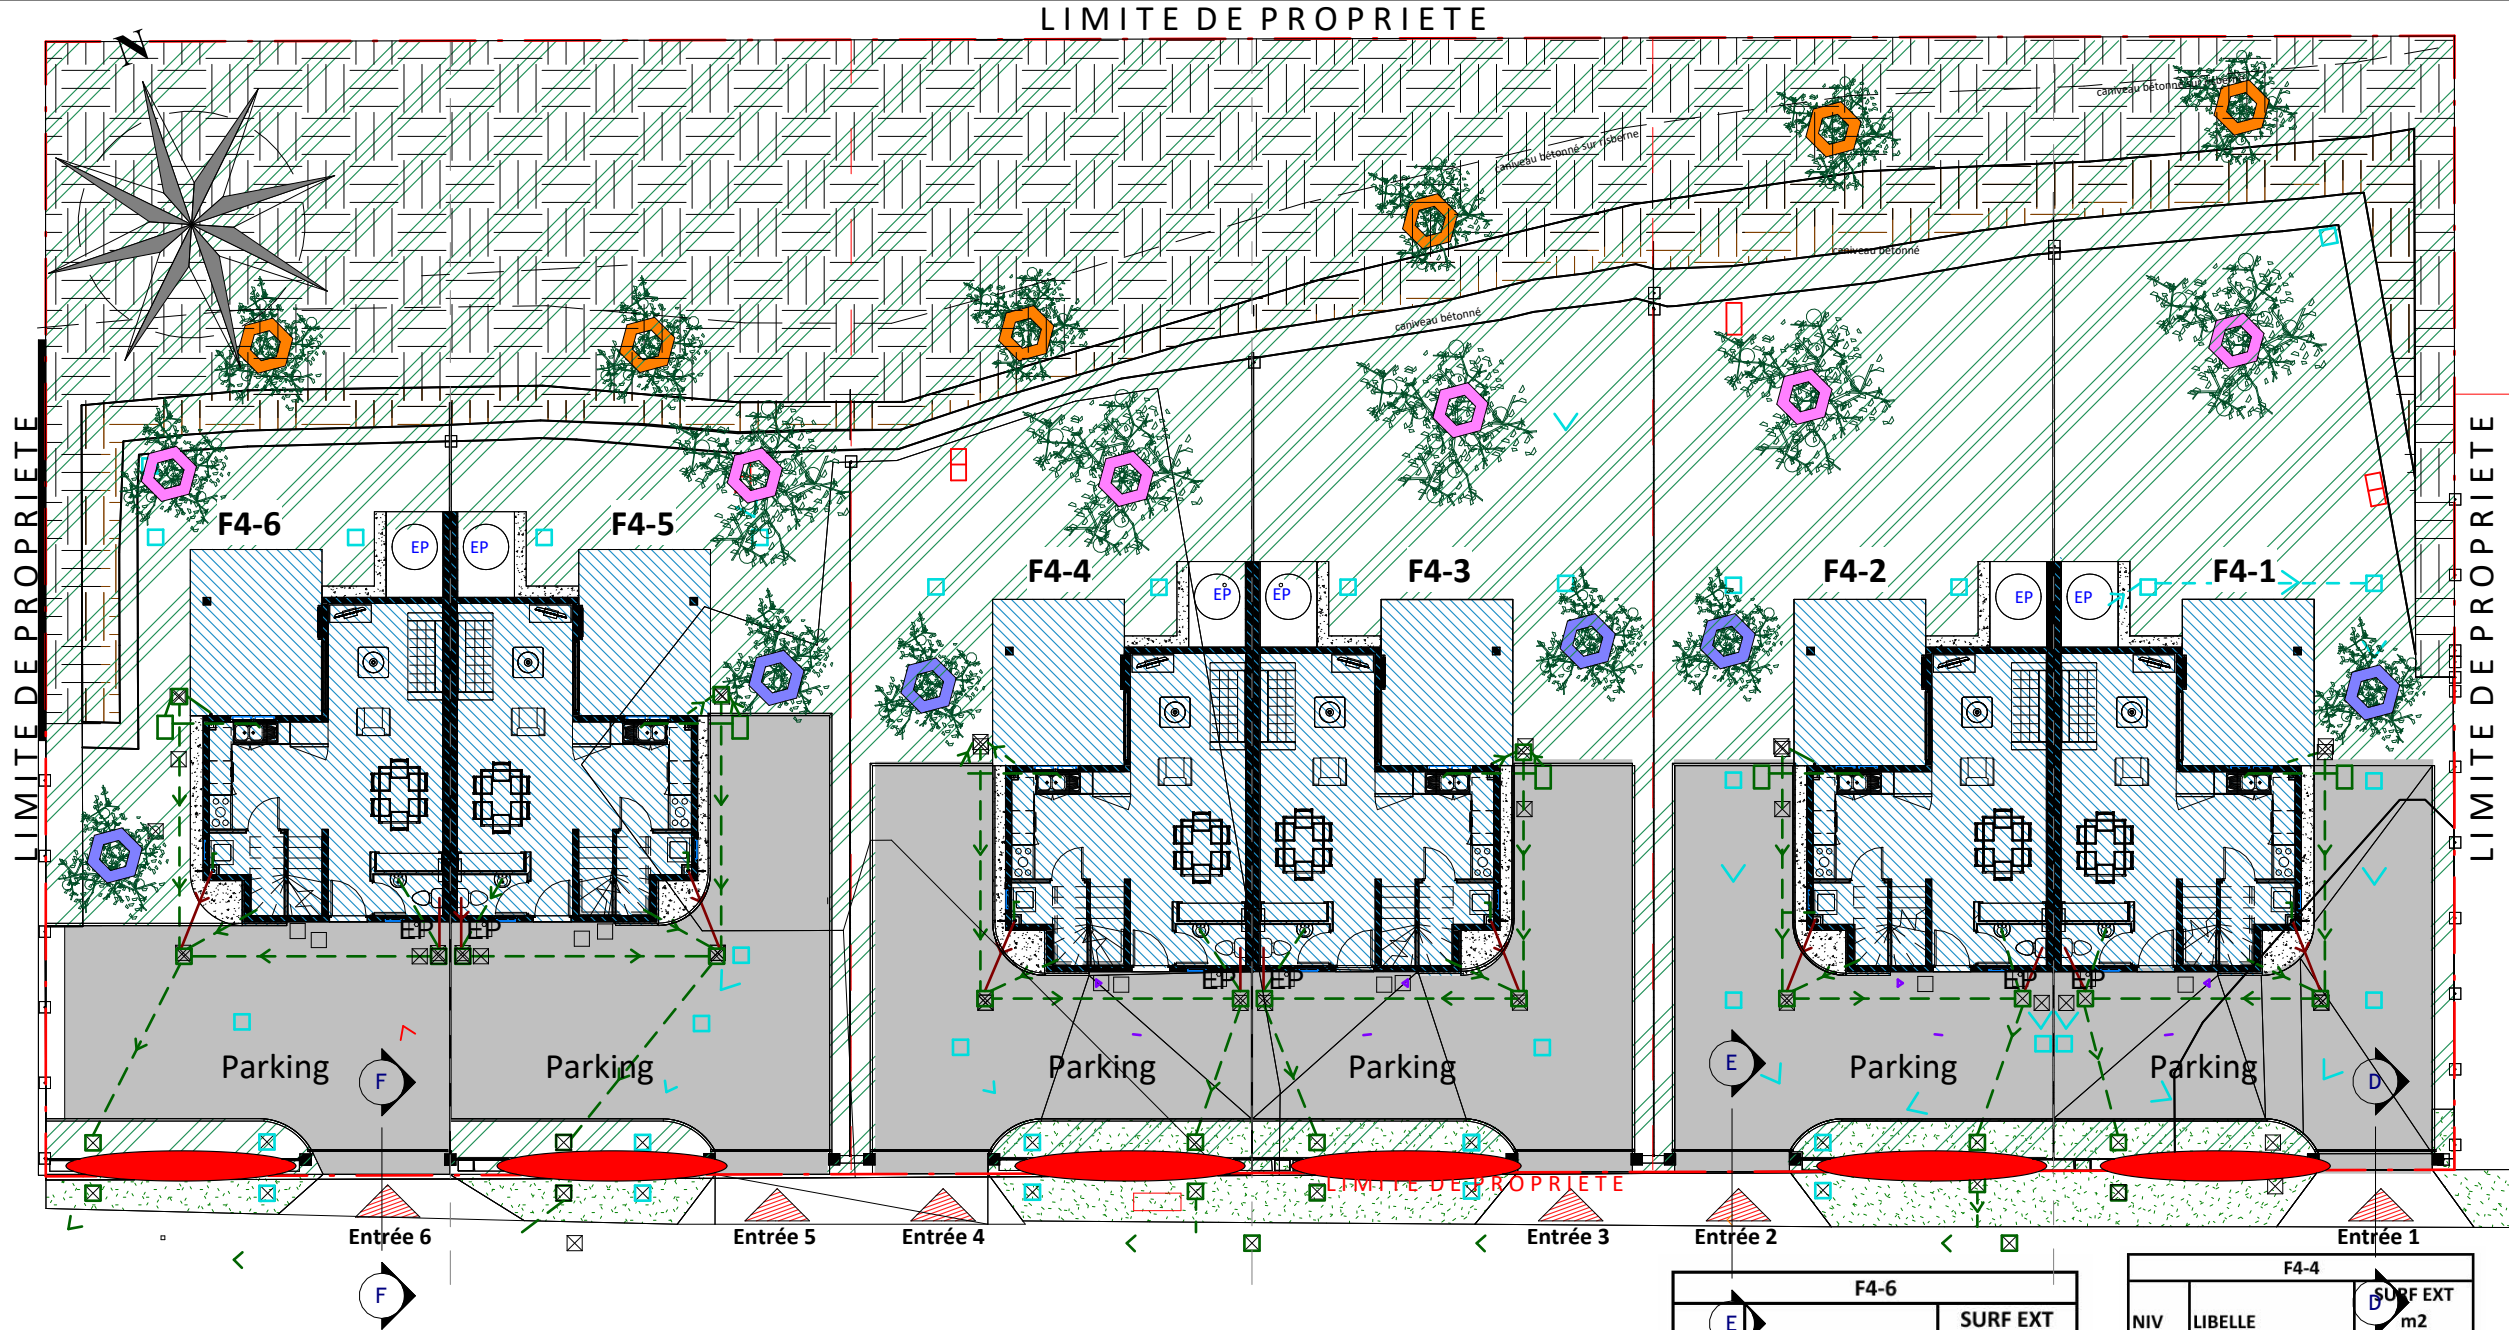 LIMITE DE PROPRIETE
N
caniveau bétonné sur risberne
caniveau bétonné
caniveau bétonné
LIMITE DE PROPRIETE
LIMITE DE PROPRIETE
F4-6
F4-5
F4-4
F4-3
F4-2
F4-1
EP
EP
EP
EP
EP
EP
EP
EP
EP
EP
EP
EP
Parking
Parking
Parking
Parking
Parking
Parking
F
E
D
LIMITE DE PROPRIETE
Entrée 6
Entrée 5
Entrée 4
Entrée 3
Entrée 2
Entrée 1
F
E
D
F4-6
SURF EXT
F4-4
NIV
LIBELLE
SURF EXT
m2